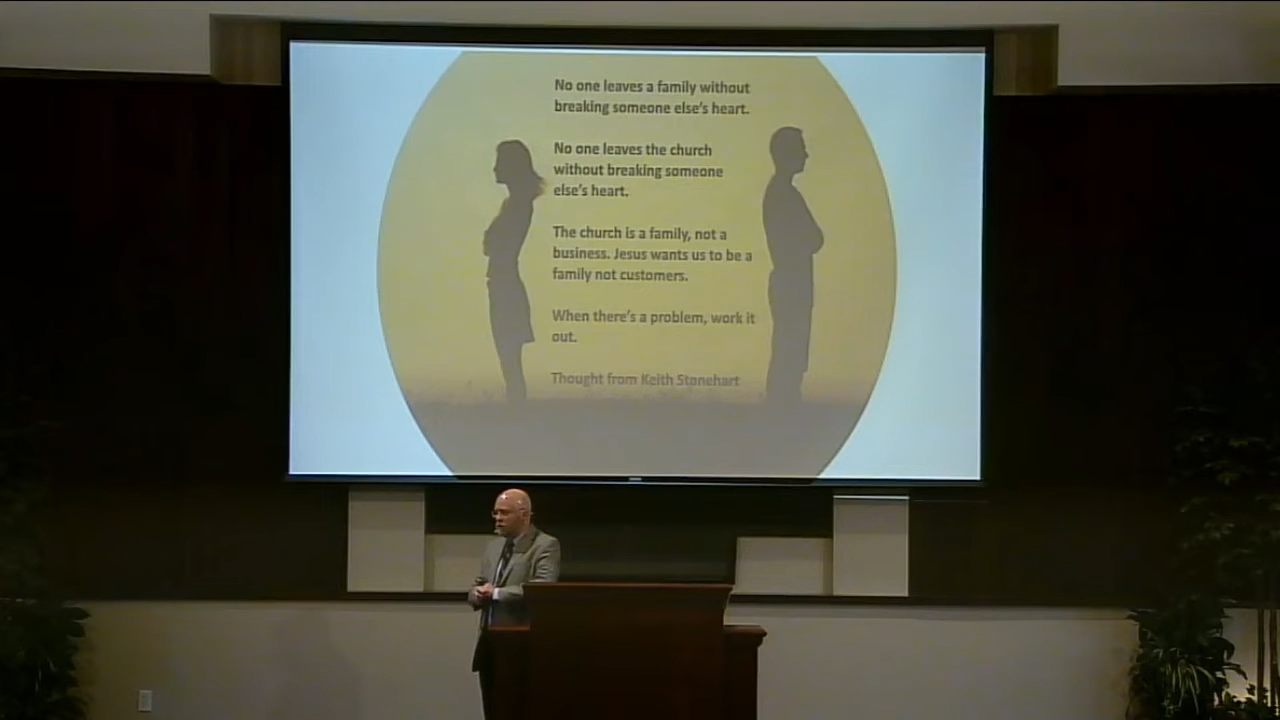 No one leaves a family without
breaking someone else's heart.
No one leaves the church
without breaking someone
else's heart.
The church is a family, not a
business. Jesus wants us to be a
family not customers.
When there's a problem, work it
out.
Thought from Keith Stonehart